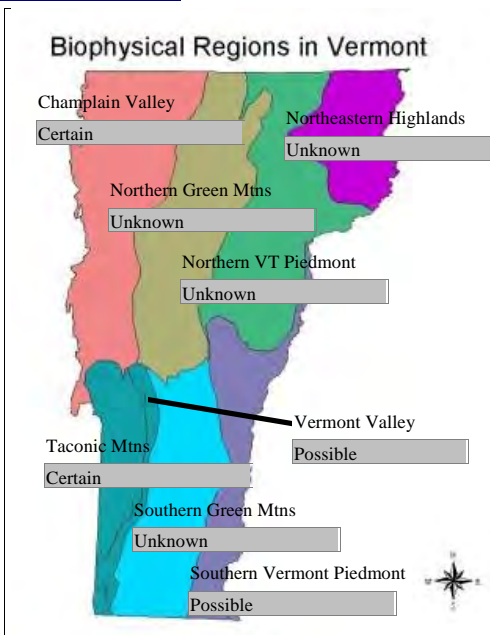 Biophysical Regions in Vermont
Champlain Valley
Certain
Northeastern Highlands
Unknown
Northern Green Mtns
Unknown
Northern VT Piedmont
Unknown
Vermont Valley
Possible
Taconic Mtns
Certain
Southern Green Mtns
Unknown
Southern Vermont Piedmont
Possible